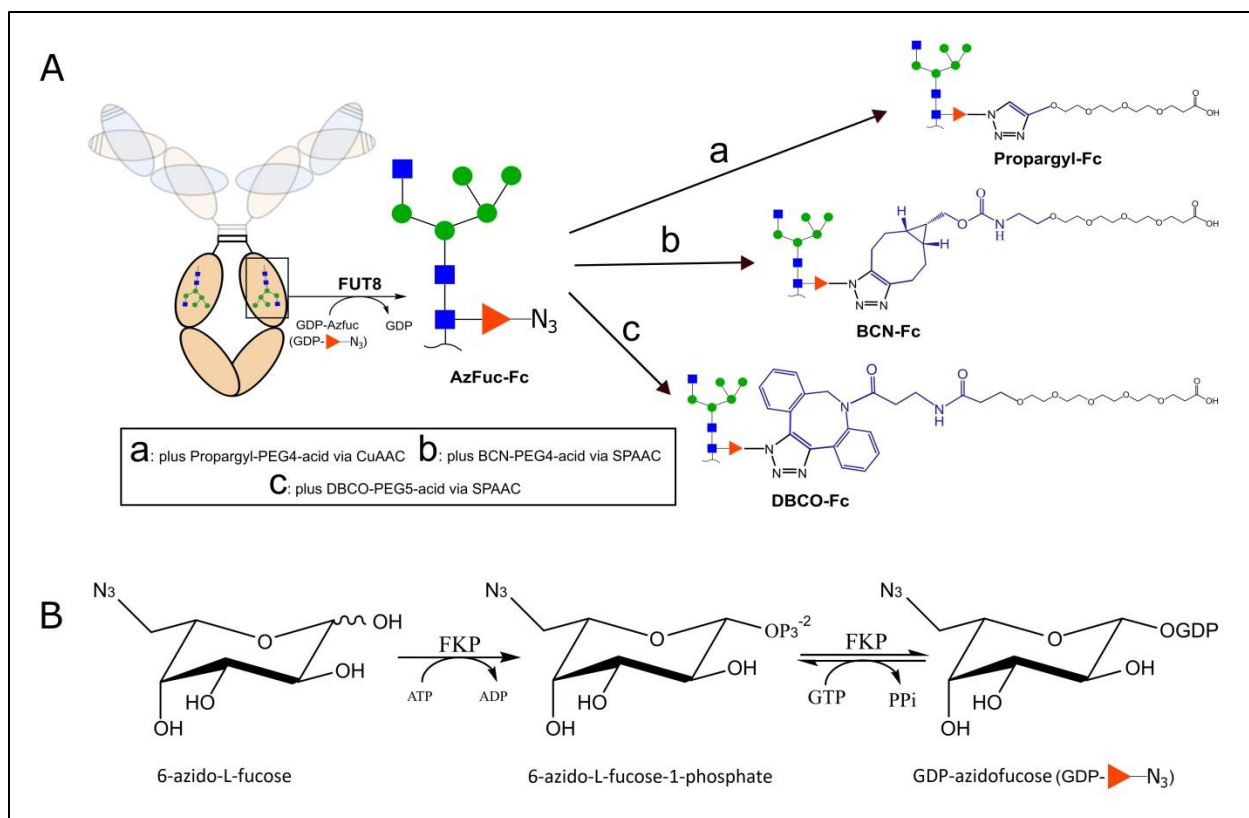 A
FUT8
GDP-Azfuc
GDP
(GDP- N₃)
N₃
AzFuc-Fc
a
b
c
N
N=N
O
O
O
O
O
OH
Propargyl-Fc
H
H
O
O
N
H
O
O
O
O
O
OH
N
N=N
BCN-Fc
N
O
N
H
O
O
O
O
O
O
O
OH
N
N=N
DBCO-Fc
a: plus Propargyl-PEG4-acid via CuAAC b: plus BCN-PEG4-acid via SPAAC
c: plus DBCO-PEG5-acid via SPAAC
B
N₃
O
OH
OH
HO
OH
6-azido-L-fucose
FKP
ATP
ADP
N₃
O
OP₃⁻²
OH
HO
OH
6-azido-L-fucose-1-phosphate
FKP
GTP
PPi
N₃
O
OGDP
OH
HO
OH
GDP-azidofucose (GDP- N₃)